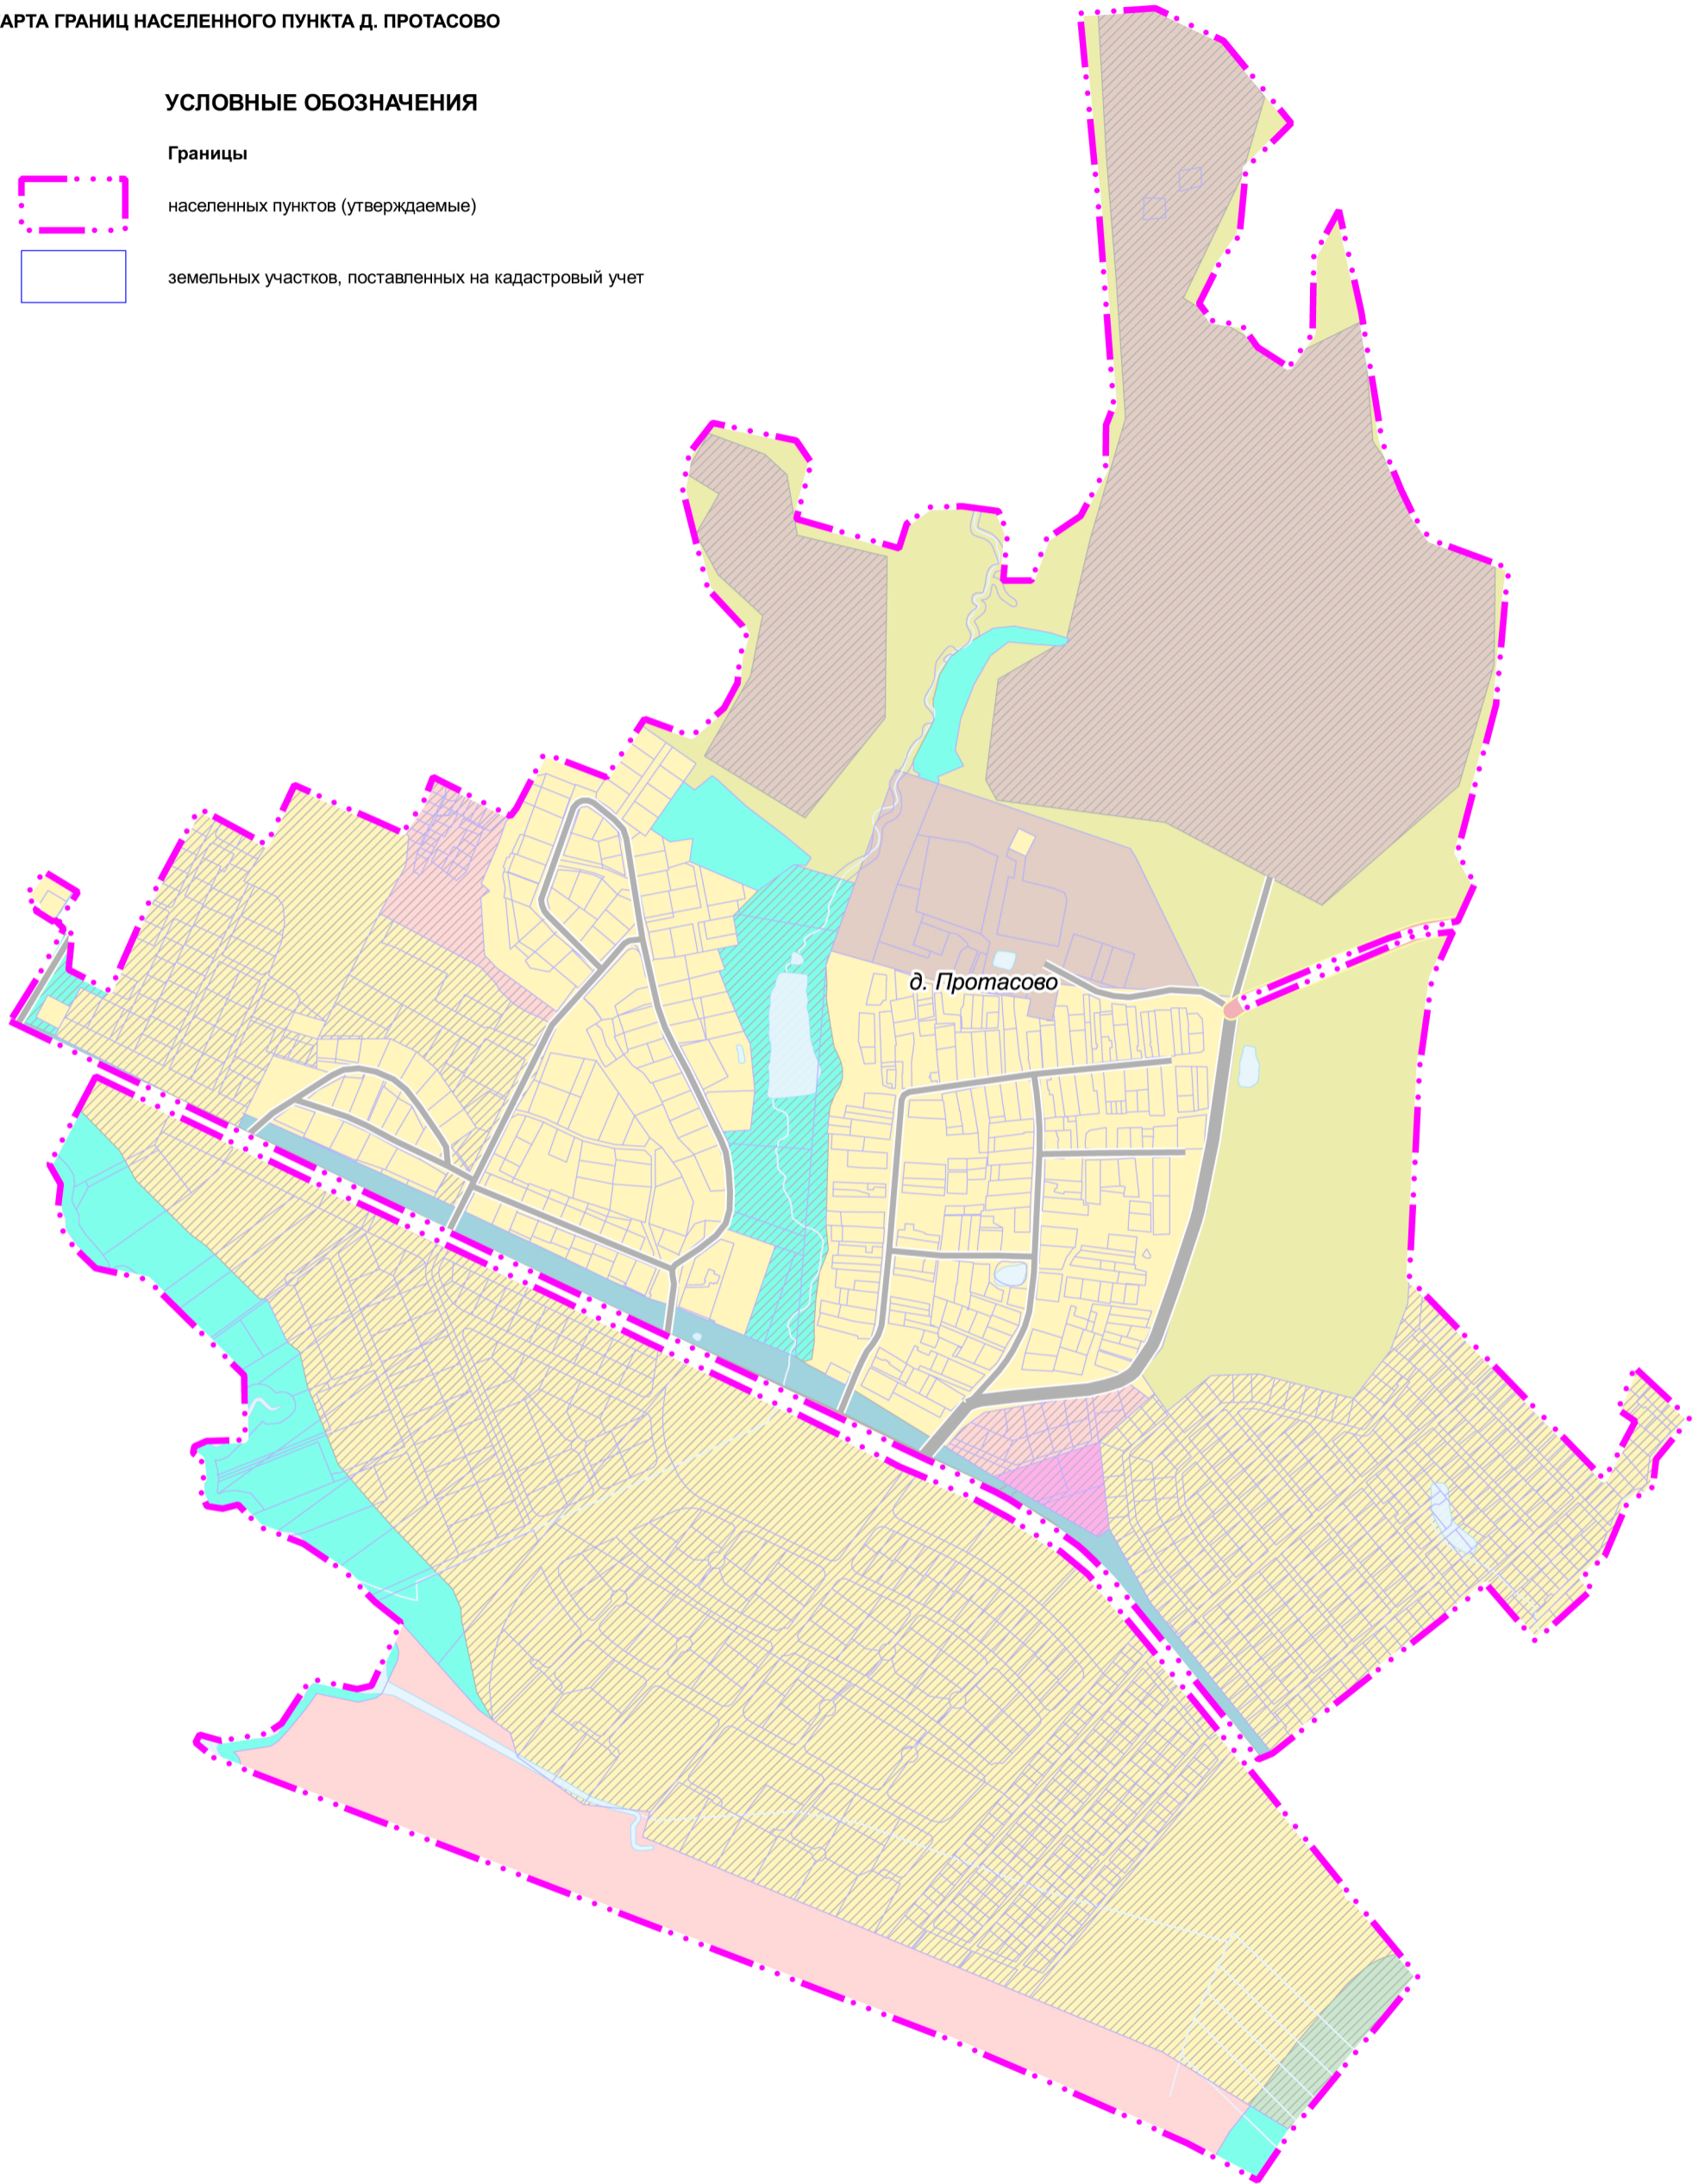 АРТА ГРАНИЦ НАСЕЛЕННОГО ПУНКТА Д. ПРОТАСОВО
УСЛОВНЫЕ ОБОЗНАЧЕНИЯ
Границы
населенных пунктов (утверждаемые)
земельных участков, поставленных на кадастровый учет
д. Протасово